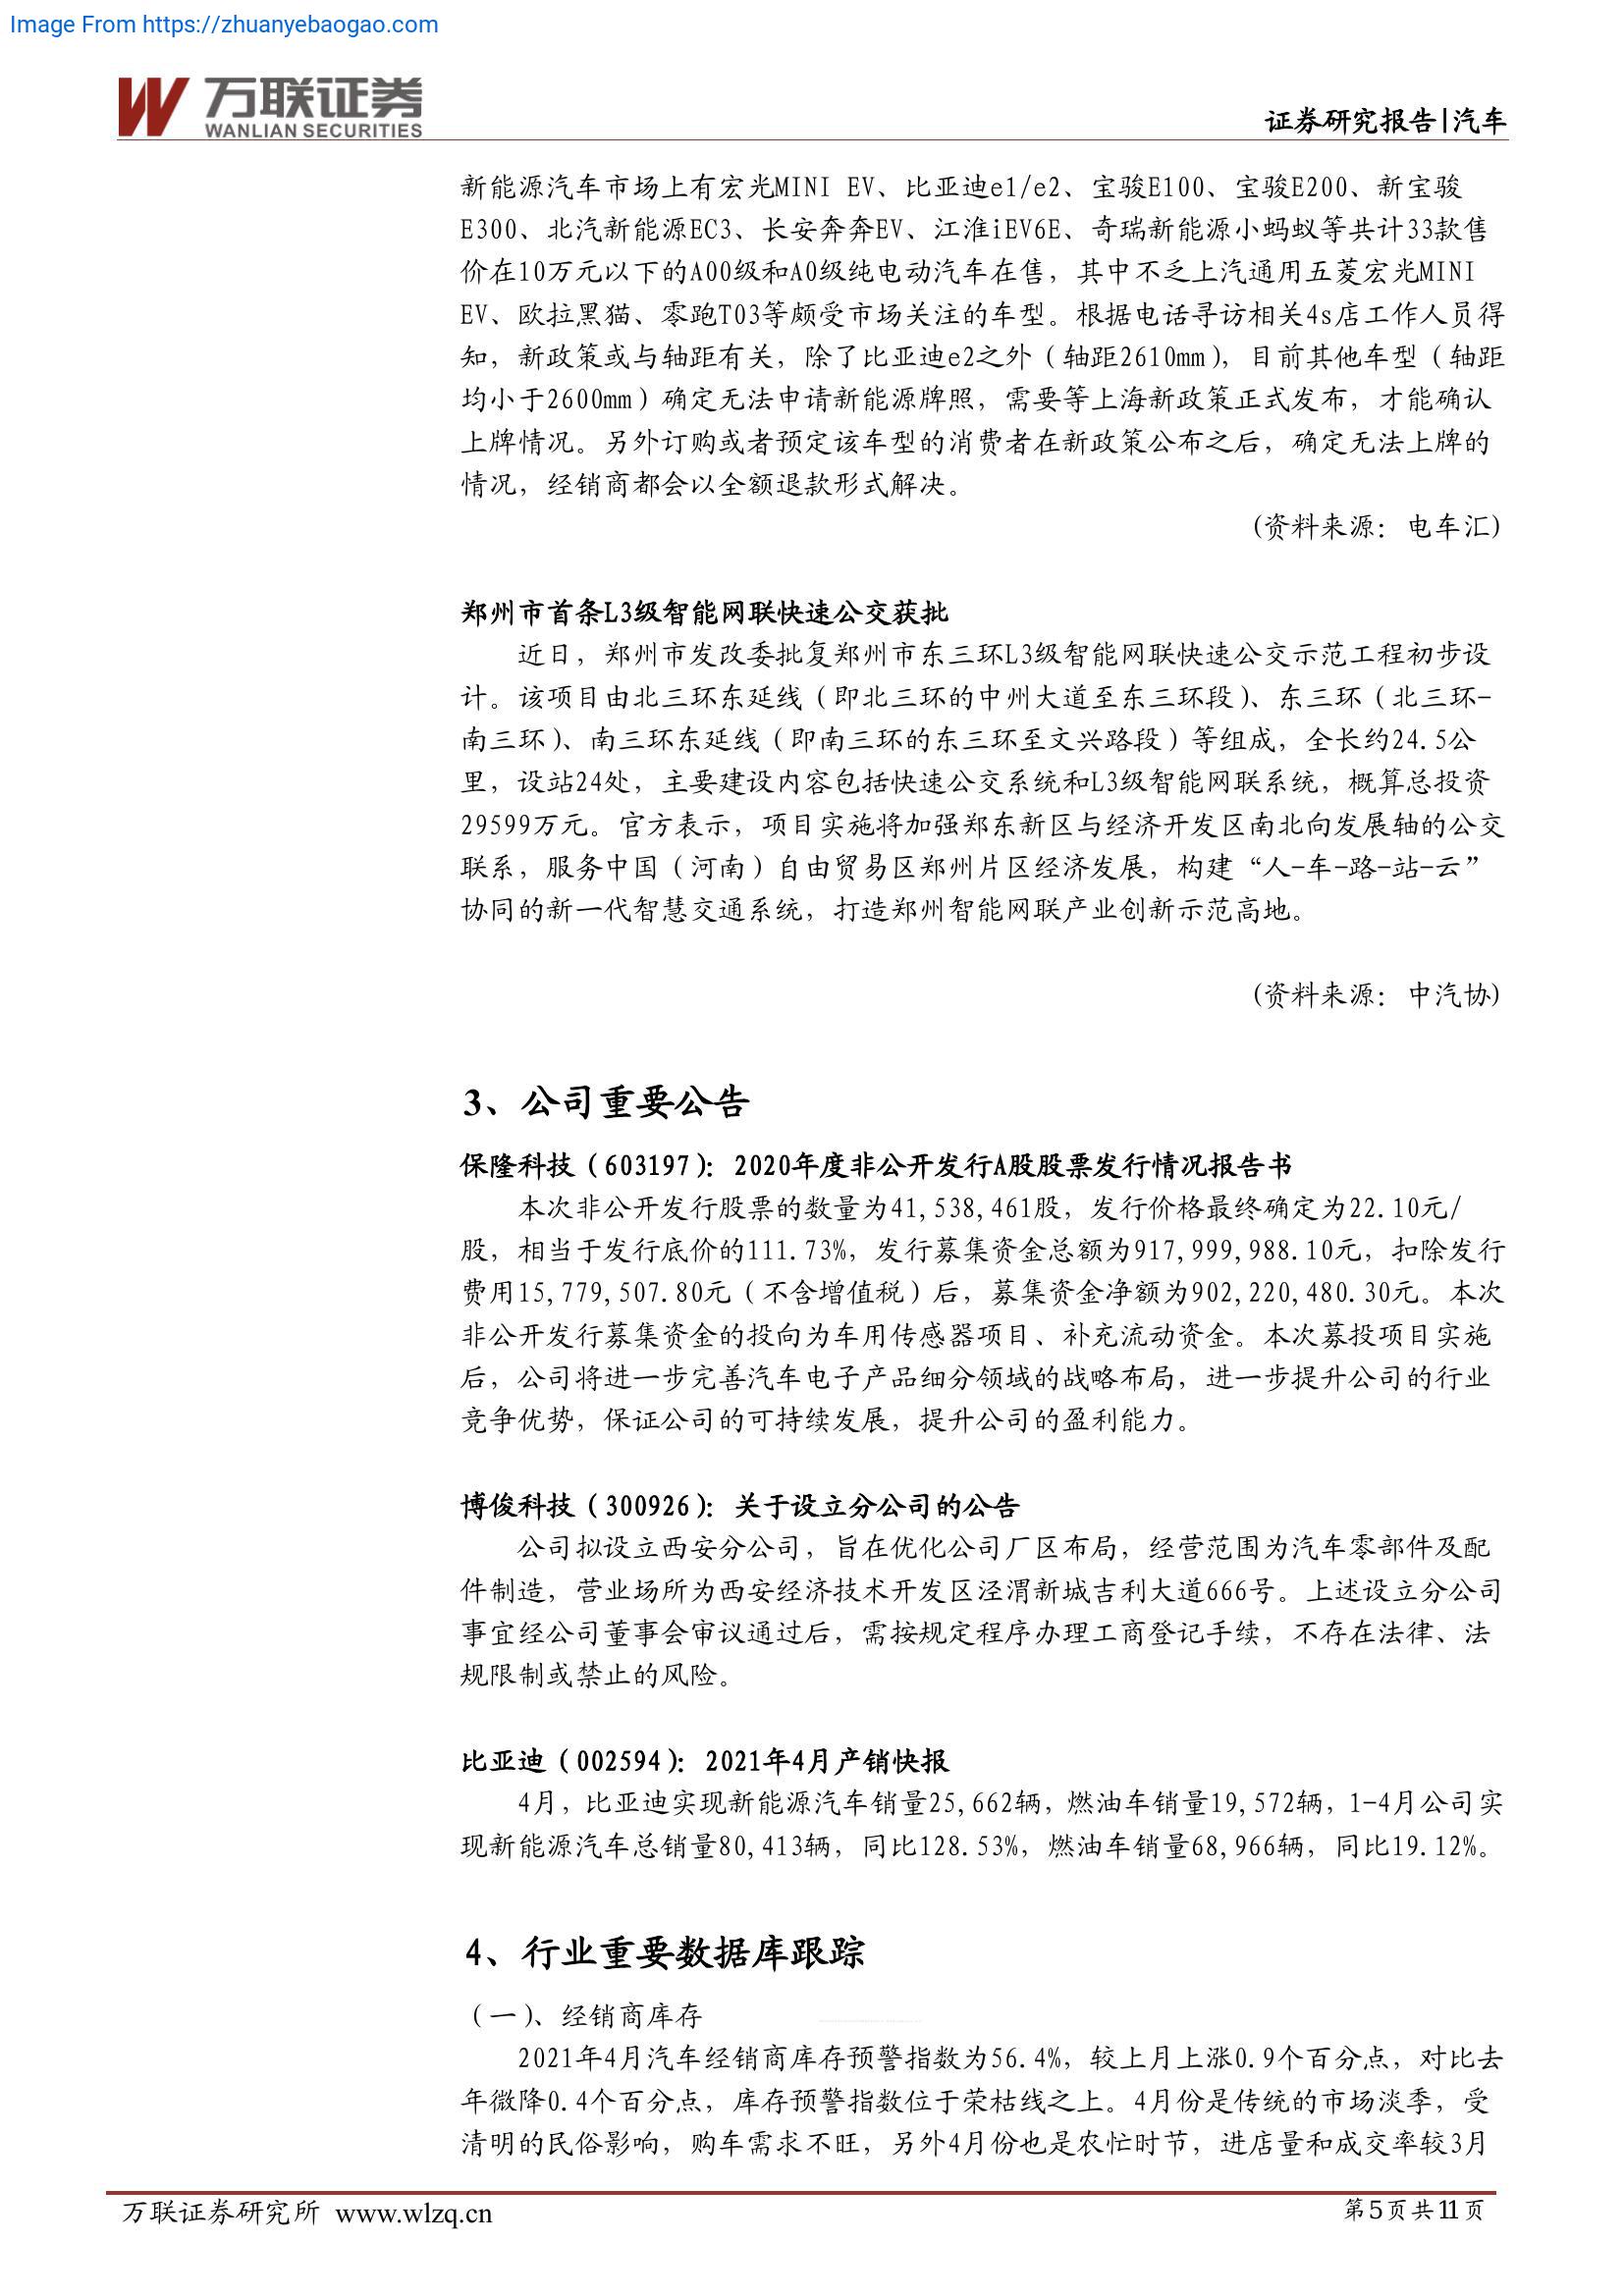 Image From https://zhuanyebaogao.com
万联证券
WANLIAN SECURITIES
证券研究报告|汽车
新能源汽车市场上有宏光MINI EV、比亚迪e1/e2、宝骏E100、宝骏E200、新宝骏
E300、北汽新能源EC3、长安奔奔EV、江淮iEV6E、奇瑞新能源小蚂蚁等共计33款售
价在10万元以下的A00级和A0级纯电动汽车在售，其中不乏上汽通用五菱宏光MINI
EV、欧拉黑猫、零跑T03等颇受市场关注的车型。根据电话寻访相关4s店工作人员得
知，新政策或与轴距有关，除了比亚迪e2之外（轴距2610mm），目前其他车型（轴距
均小于2600mm）确定无法申请新能源牌照，需要等上海新政策正式发布，才能确认
上牌情况。另外订购或者预定该车型的消费者在新政策公布之后，确定无法上牌的
情况，经销商都会以全额退款形式解决。
(资料来源：电车汇)
郑州市首条L3级智能网联快速公交获批
近日，郑州市发改委批复郑州市东三环L3级智能网联快速公交示范工程初步设
计。该项目由北三环东延线（即北三环的中州大道至东三环段）、东三环（北三环-
南三环）、南三环东延线（即南三环的东三环至文兴路段）等组成，全长约24.5公
里，设站24处，主要建设内容包括快速公交系统和L3级智能网联系统，概算总投资
29599万元。官方表示，项目实施将加强郑东新区与经济开发区南北向发展轴的公交
联系，服务中国（河南）自由贸易区郑州片区经济发展，构建“人-车-路-站-云”
协同的新一代智慧交通系统，打造郑州智能网联产业创新示范高地。
(资料来源：中汽协)
3、公司重要公告
保隆科技（603197）：2020年度非公开发行A股股票发行情况报告书
本次非公开发行股票的数量为41,538,461股，发行价格最终确定为22.10元/
股，相当于发行底价的111.73%，发行募集资金总额为917,999,988.10元，扣除发行
费用15,779,507.80元（不含增值税）后，募集资金净额为902,220,480.30元。本次
非公开发行募集资金的投向为车用传感器项目、补充流动资金。本次募投项目实施
后，公司将进一步完善汽车电子产品细分领域的战略布局，进一步提升公司的行业
竞争优势，保证公司的可持续发展，提升公司的盈利能力。
博俊科技（300926）：关于设立分公司的公告
公司拟设立西安分公司，旨在优化公司厂区布局，经营范围为汽车零部件及配
件制造，营业场所为西安经济技术开发区泾渭新城吉利大道666号。上述设立分公司
事宜经公司董事会审议通过后，需按规定程序办理工商登记手续，不存在法律、法
规限制或禁止的风险。
比亚迪（002594）：2021年4月产销快报
4月，比亚迪实现新能源汽车销量25,662辆，燃油车销量19,572辆，1-4月公司实
现新能源汽车总销量80,413辆，同比128.53%，燃油车销量68,966辆，同比19.12%。
4、行业重要数据库跟踪
（一）、经销商库存
2021年4月汽车经销商库存预警指数为56.4%，较上月上涨0.9个百分点，对比去
年微降0.4个百分点，库存预警指数位于荣枯线之上。4月份是传统的市场淡季，受
清明的民俗影响，购车需求不旺，另外4月份也是农忙时节，进店量和成交率较3月
万联证券研究所 www.wlzq.cn
第5页共11页